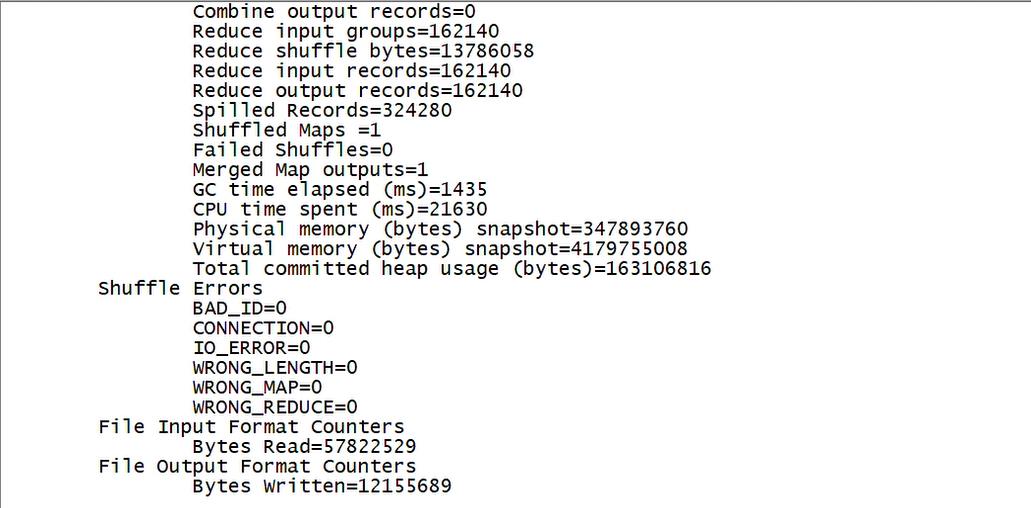 Combine output records=0
Reduce input groups=162140
Reduce shuffle bytes=13786058
Reduce input records=162140
Reduce output records=162140
Spilled Records=324280
Shuffled Maps =1
Failed Shuffles=0
Merged Map outputs=1
GC time elapsed (ms)=1435
CPU time spent (ms)=21630
Physical memory (bytes) snapshot=347893760
Virtual memory (bytes) snapshot=4179755008
Total committed heap usage (bytes)=163106816
Shuffle Errors
BAD_ID=0
CONNECTION=0
IO_ERROR=0
WRONG_LENGTH=0
WRONG_MAP=0
WRONG_REDUCE=0
File Input Format Counters
Bytes Read=57822529
File Output Format Counters
Bytes Written=12155689